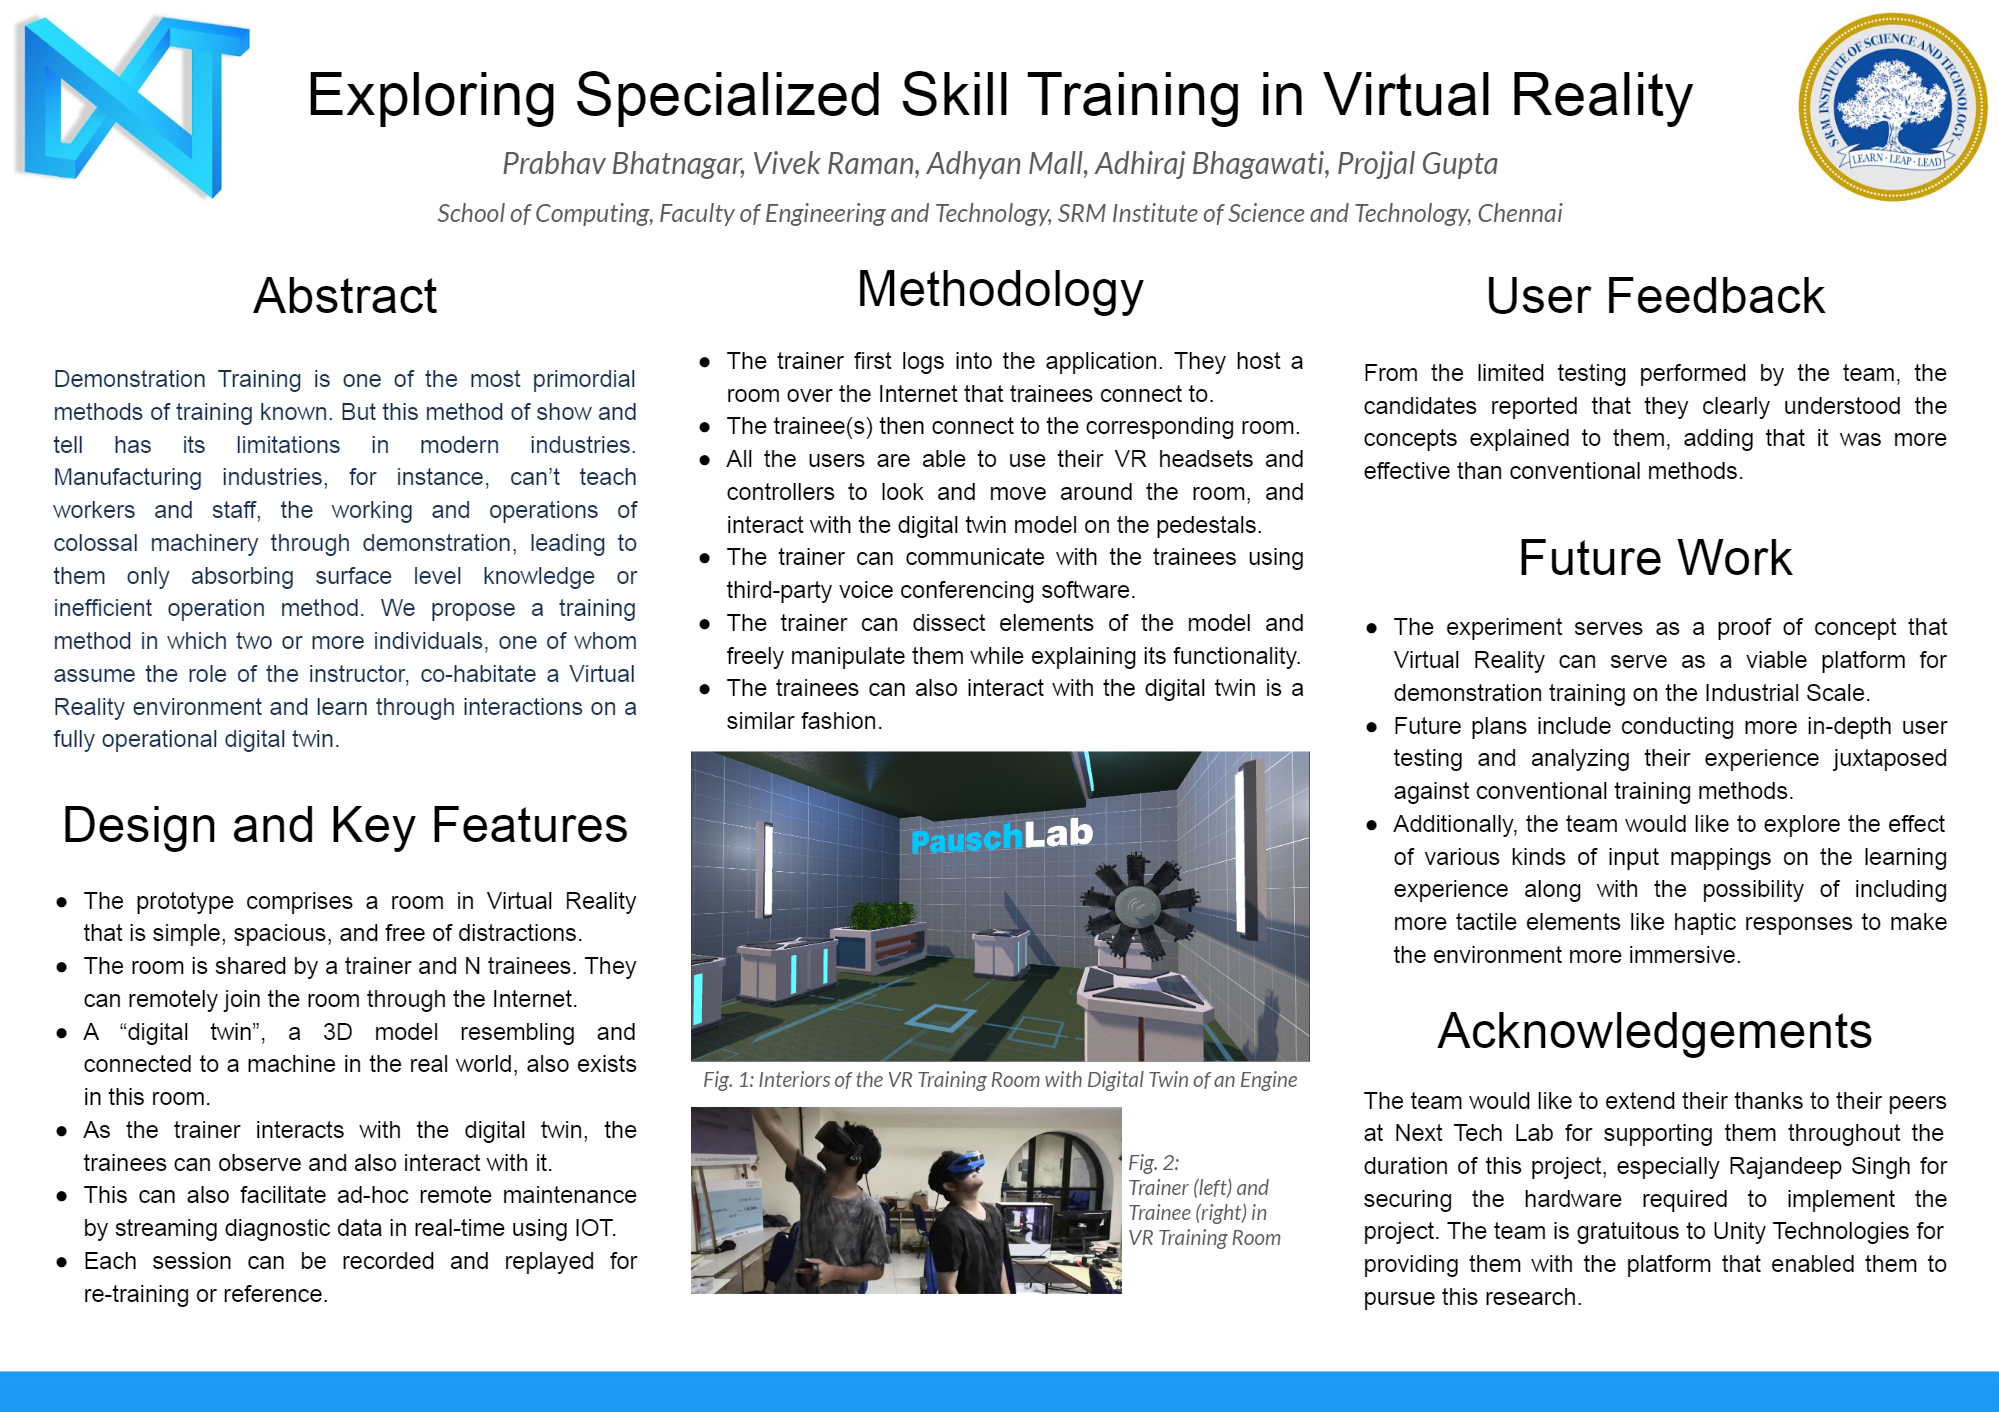 SRM INSTITUTE OF SCIENCE AND TECHNOLOGY
LEARN · LEAP · LEAD
Exploring Specialized Skill Training in Virtual Reality
Prabhav Bhatnagar, Vivek Raman, Adhyan Mall, Adhiraj Bhagawati, Projjal Gupta
School of Computing, Faculty of Engineering and Technology, SRM Institute of Science and Technology, Chennai
Abstract
Demonstration Training is one of the most primordial
methods of training known. But this method of show and
tell has its limitations in modern industries.
Manufacturing industries, for instance, can’t teach
workers and staff, the working and operations of
colossal machinery through demonstration, leading to
them only absorbing surface level knowledge or
inefficient operation method. We propose a training
method in which two or more individuals, one of whom
assume the role of the instructor, co-habitate a Virtual
Reality environment and learn through interactions on a
fully operational digital twin.
Design and Key Features
● The prototype comprises a room in Virtual Reality
that is simple, spacious, and free of distractions.
● The room is shared by a trainer and N trainees. They
can remotely join the room through the Internet.
● A “digital twin”, a 3D model resembling and
connected to a machine in the real world, also exists
in this room.
● As the trainer interacts with the digital twin, the
trainees can observe and also interact with it.
● This can also facilitate ad-hoc remote maintenance
by streaming diagnostic data in real-time using IOT.
● Each session can be recorded and replayed for
re-training or reference.
Methodology
● The trainer first logs into the application. They host a
room over the Internet that trainees connect to.
● The trainee(s) then connect to the corresponding room.
● All the users are able to use their VR headsets and
controllers to look and move around the room, and
interact with the digital twin model on the pedestals.
● The trainer can communicate with the trainees using
third-party voice conferencing software.
● The trainer can dissect elements of the model and
freely manipulate them while explaining its functionality.
● The trainees can also interact with the digital twin is a
similar fashion.
PauschLab
Fig. 1: Interiors of the VR Training Room with Digital Twin of an Engine
Fig. 2:
Trainer (left) and
Trainee (right) in
VR Training Room
User Feedback
From the limited testing performed by the team, the
candidates reported that they clearly understood the
concepts explained to them, adding that it was more
effective than conventional methods.
Future Work
● The experiment serves as a proof of concept that
Virtual Reality can serve as a viable platform for
demonstration training on the Industrial Scale.
● Future plans include conducting more in-depth user
testing and analyzing their experience juxtaposed
against conventional training methods.
● Additionally, the team would like to explore the effect
of various kinds of input mappings on the learning
experience along with the possibility of including
more tactile elements like haptic responses to make
the environment more immersive.
Acknowledgements
The team would like to extend their thanks to their peers
at Next Tech Lab for supporting them throughout the
duration of this project, especially Rajandeep Singh for
securing the hardware required to implement the
project. The team is gratuitous to Unity Technologies for
providing them with the platform that enabled them to
pursue this research.